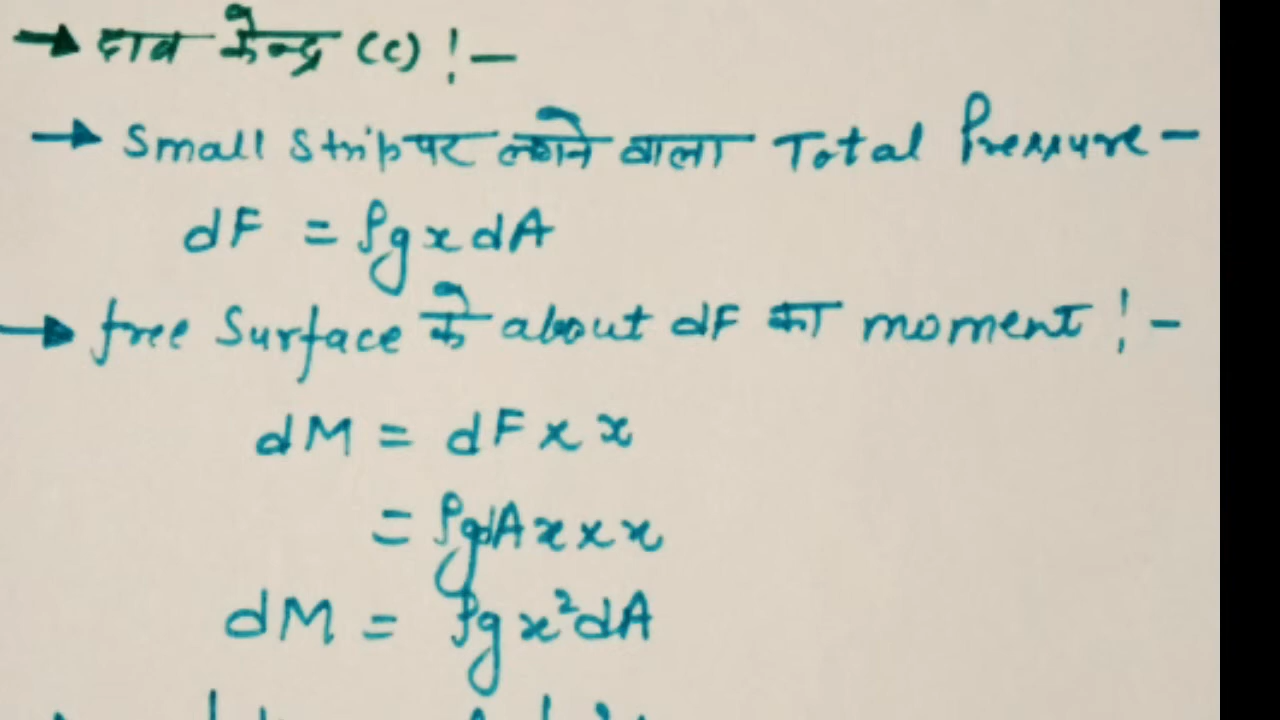 → दाब केन्द्र (c) !-
→ Small Strip पर लगने वाला Total Pressure -
dF = ρg x dA
→ free Surface के about dF का moment !-
dM = dF × x
= ρg dA x × x
dM = ρg x² dA